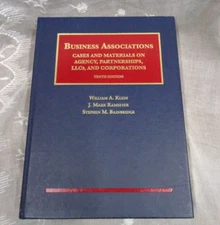 BUSINESS ASSOCIATIONS
CASES AND MATERIALS ON
AGENCY, PARTNERSHIPS,
LLCS, AND CORPORATIONS
TENTH EDITION
WILLIAM A. KLEIN
J. MARK RAMSEYER
STEPHEN M. BAINBRIDGE